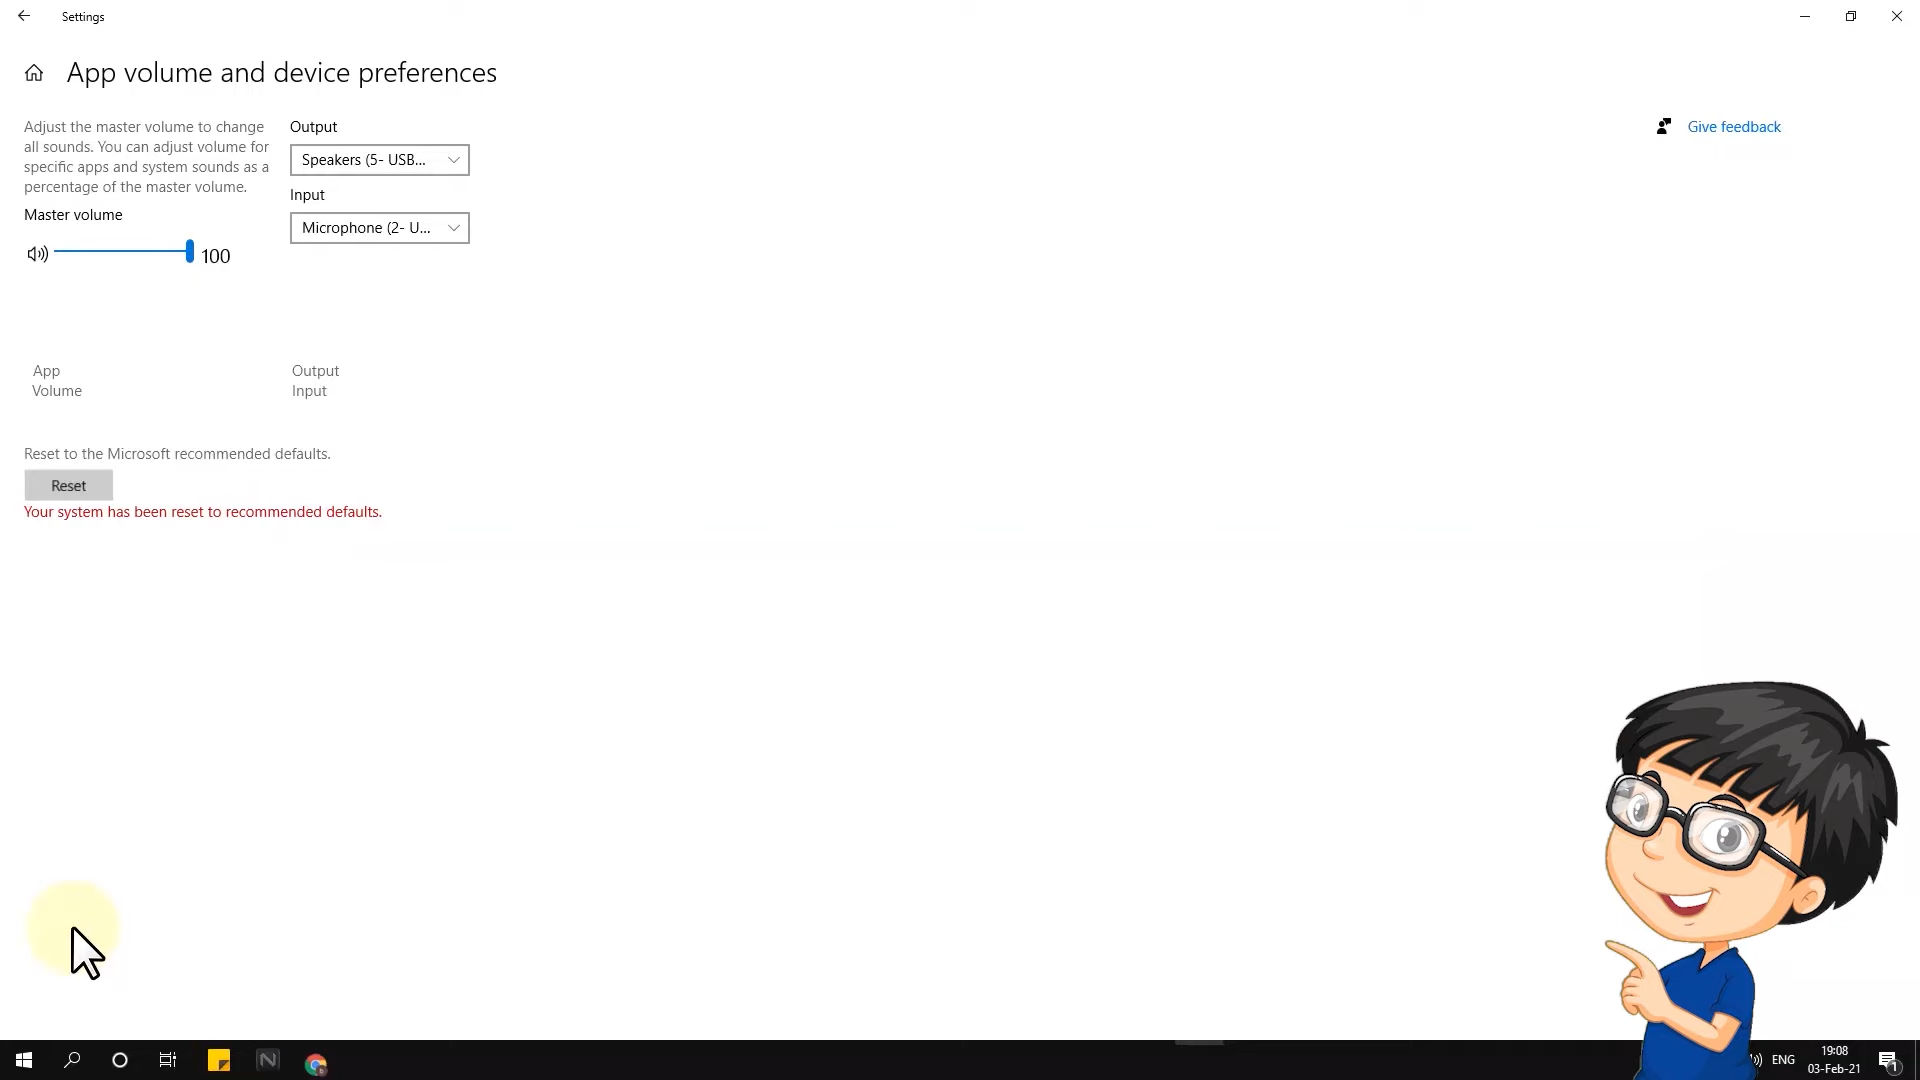 Settings
App volume and device preferences
Adjust the master volume to change
all sounds. You can adjust volume for
specific apps and system sounds as a
percentage of the master volume.
Master volume
100
Output
Speakers (5- USB...
Input
Microphone (2- U...
Give feedback
App
Volume
Output
Input
Reset to the Microsoft recommended defaults.
Reset
Your system has been reset to recommended defaults.
ENG
19:08
03-Feb-21
1